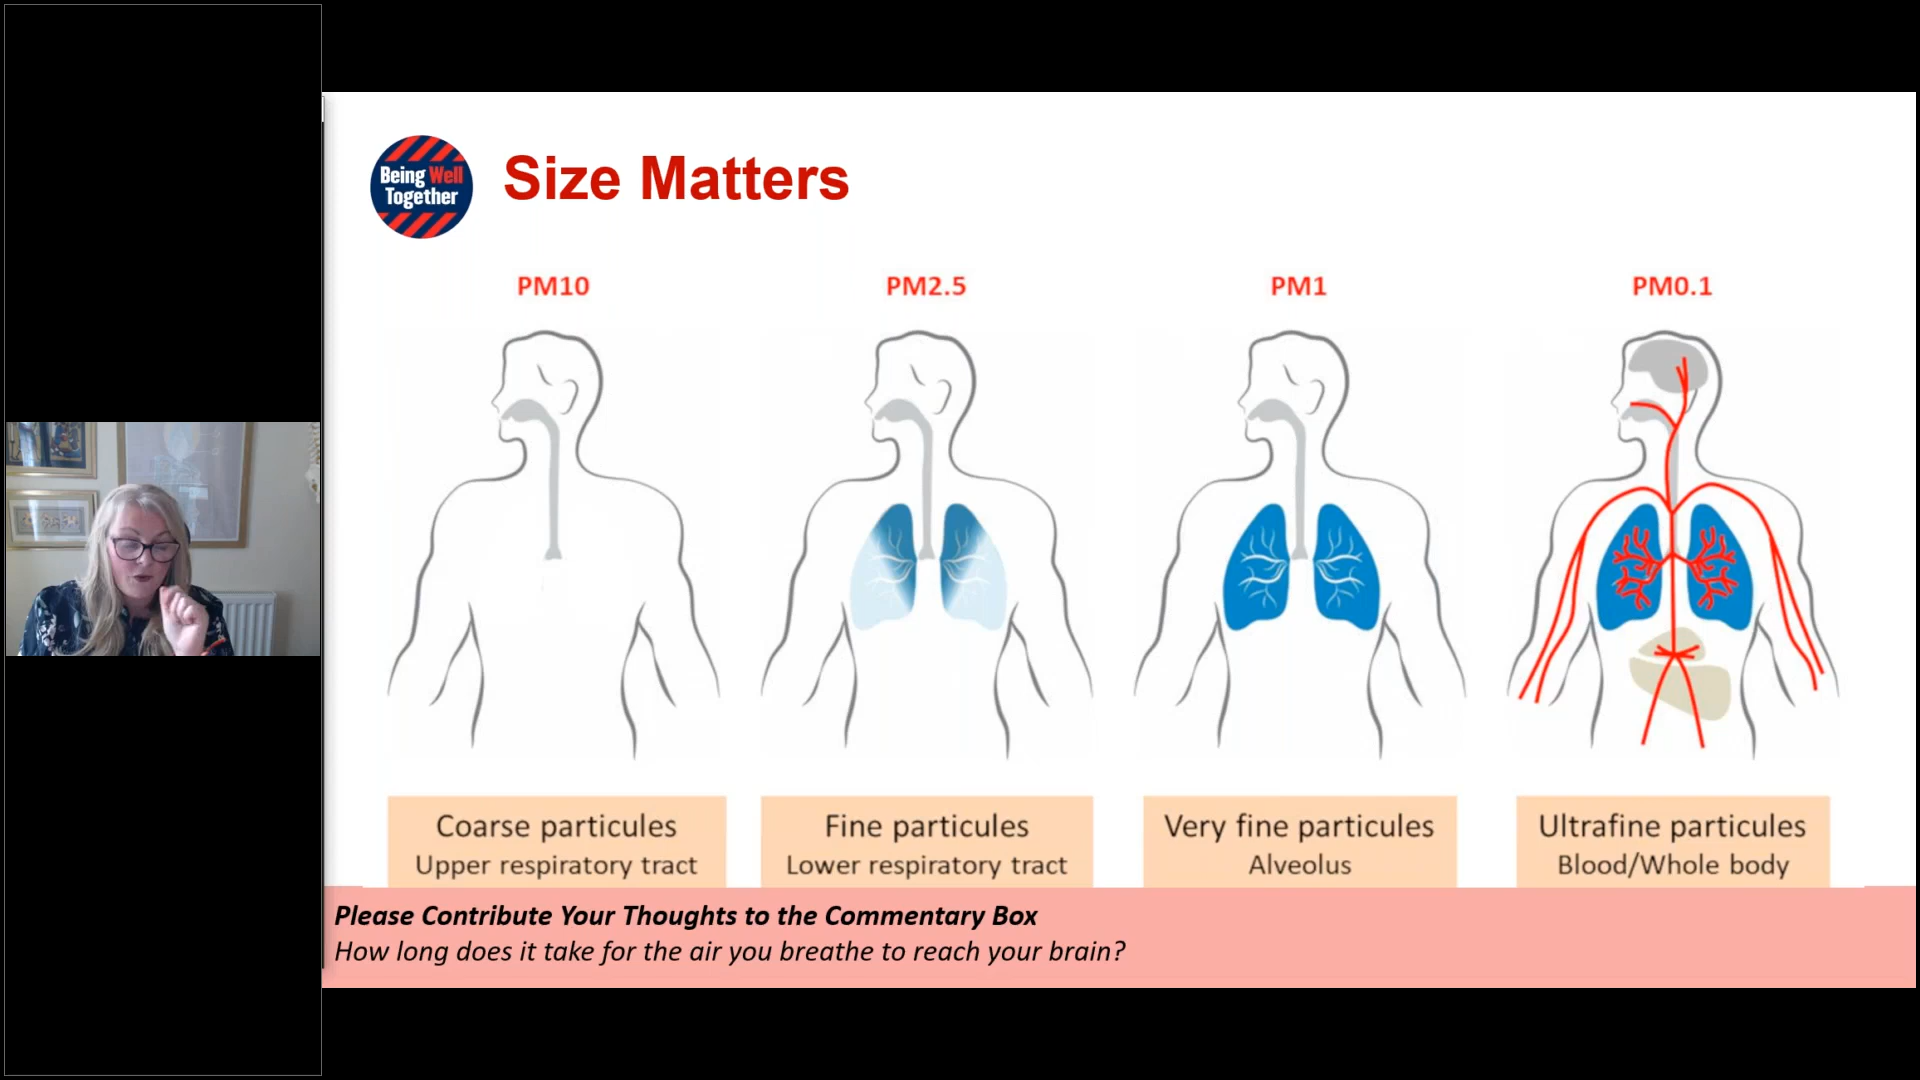 Being Well
Together
Size Matters
PM10
PM2.5
PM1
PM0.1
Coarse particules
Upper respiratory tract
Fine particules
Lower respiratory tract
Very fine particules
Alveolus
Ultrafine particules
Blood/Whole body
Please Contribute Your Thoughts to the Commentary Box
How long does it take for the air you breathe to reach your brain?